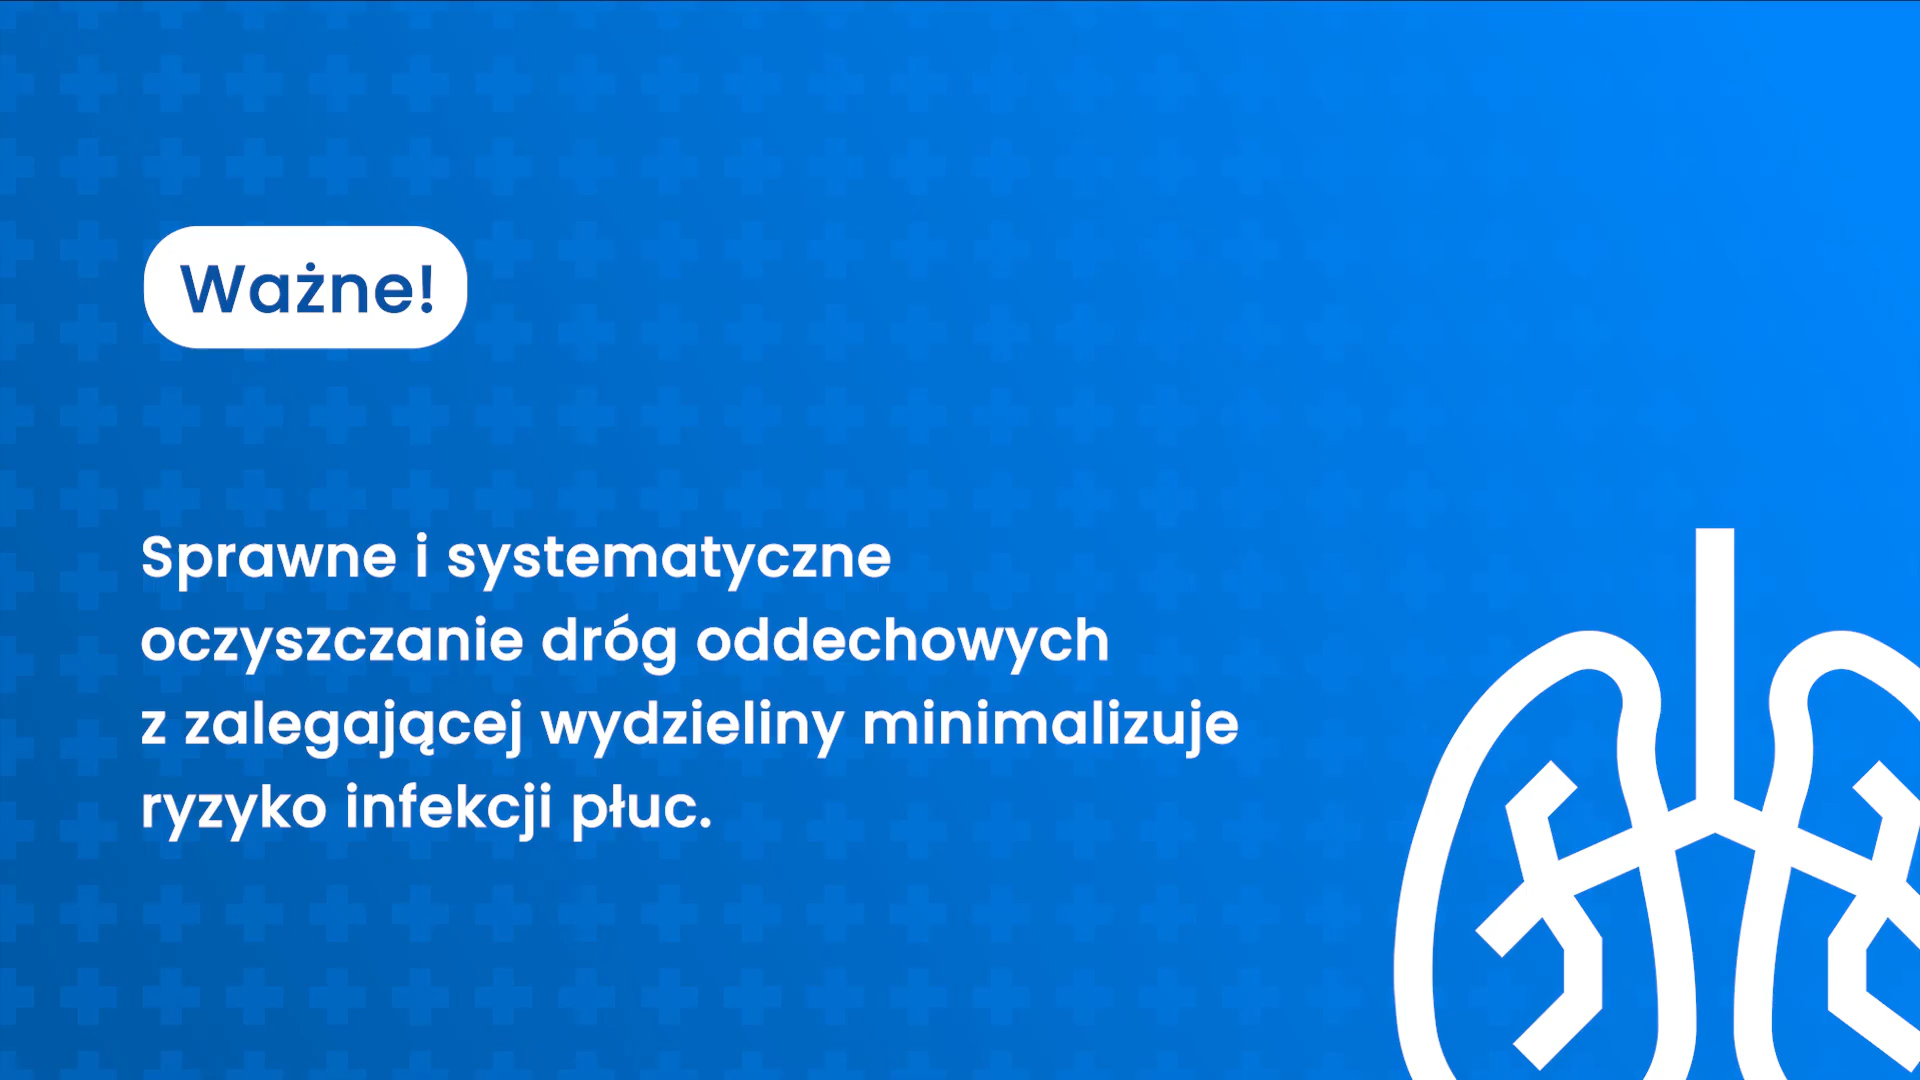 Ważne!
Sprawne i systematyczne
oczyszczanie dróg oddechowych
z zalegającej wydzieliny minimalizuje
ryzyko infekcji płuc.